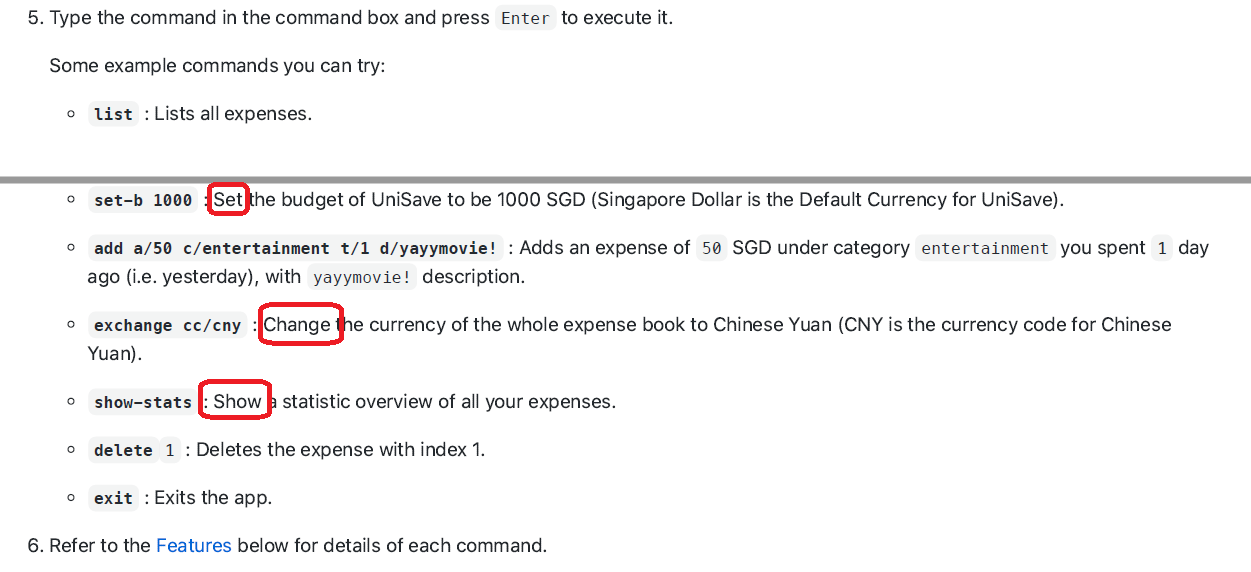 5. Type the command in the command box and press Enter to execute it.
Some example commands you can try:
list : Lists all expenses.
set-b 1000 : Set the budget of UniSave to be 1000 SGD (Singapore Dollar is the Default Currency for UniSave).
add a/50 c/entertainment t/1 d/yayymovie! : Adds an expense of 50 SGD under category entertainment you spent 1 day
ago (i.e. yesterday), with yayymovie! description.
exchange cc/cny : Change the currency of the whole expense book to Chinese Yuan (CNY is the currency code for Chinese
Yuan).
show-stats : Show a statistic overview of all your expenses.
delete 1 : Deletes the expense with index 1.
exit : Exits the app.
6. Refer to the Features below for details of each command.